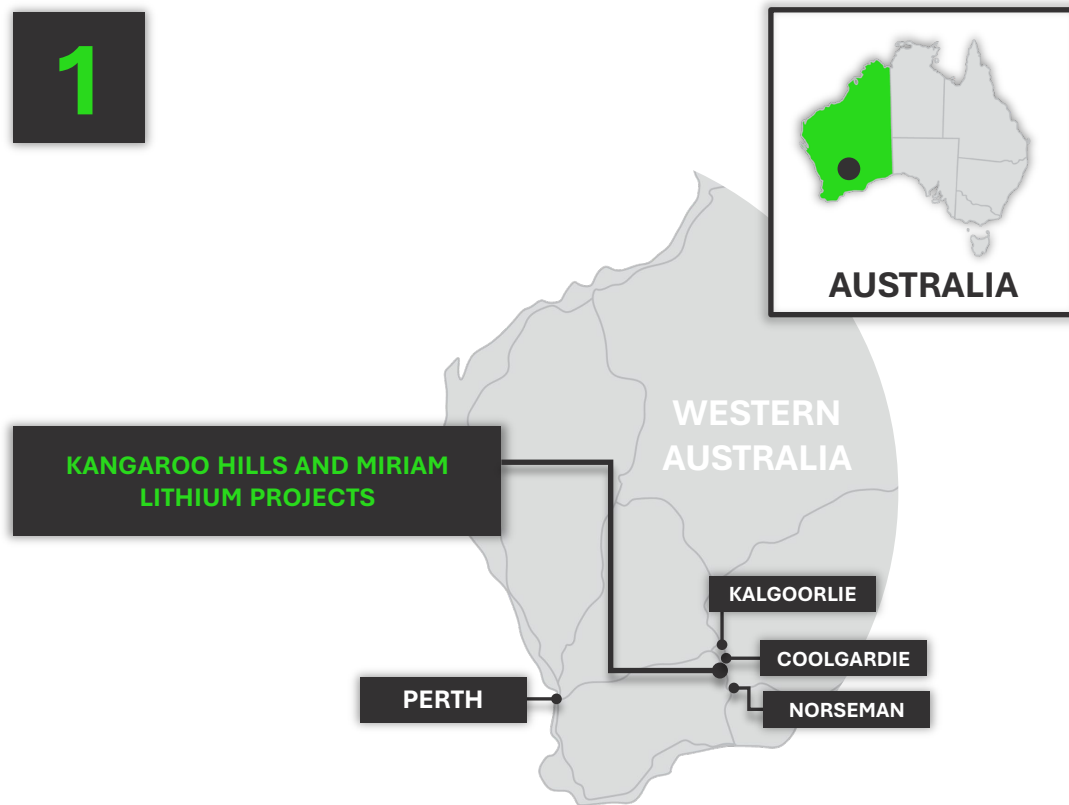 1
AUSTRALIA
WESTERN
AUSTRALIA
KANGAROO HILLS AND MIRIAM
LITHIUM PROJECTS
KALGOORLIE
COOLGARDIE
PERTH
NORSEMAN